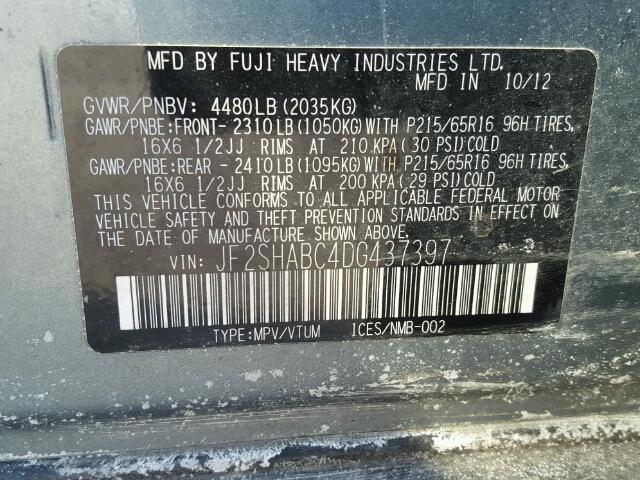 MFD BY FUJI HEAVY INDUSTRIES LTD.
MFD IN 10/12
GVWR/PNBV: 4480LB(2035KG)
GAWR/PNBE:FRONT-2310LB(1050KG)WITH P215/65R16 96H TIRES,
16X6 1/2JJ RIMS AT 210 KPA(30 PSI)COLD
GAWR/PNBE:REAR -2410LB(1095KG)WITH P215/65R16 96H TIRES,
16X6 1/2JJ RIMS AT 200 KPA(29 PSI)COLD
THIS VEHICLE CONFORMS TO ALL APPLICABLE FEDERAL MOTOR
VEHICLE SAFETY AND THEFT PREVENTION STANDARDS IN EFFECT ON
THE DATE OF MANUFACTURE SHOWN ABOVE.
VIN: JF2SHABC4DG437397
TYPE:MPV/VTUM ICES/NMB-002